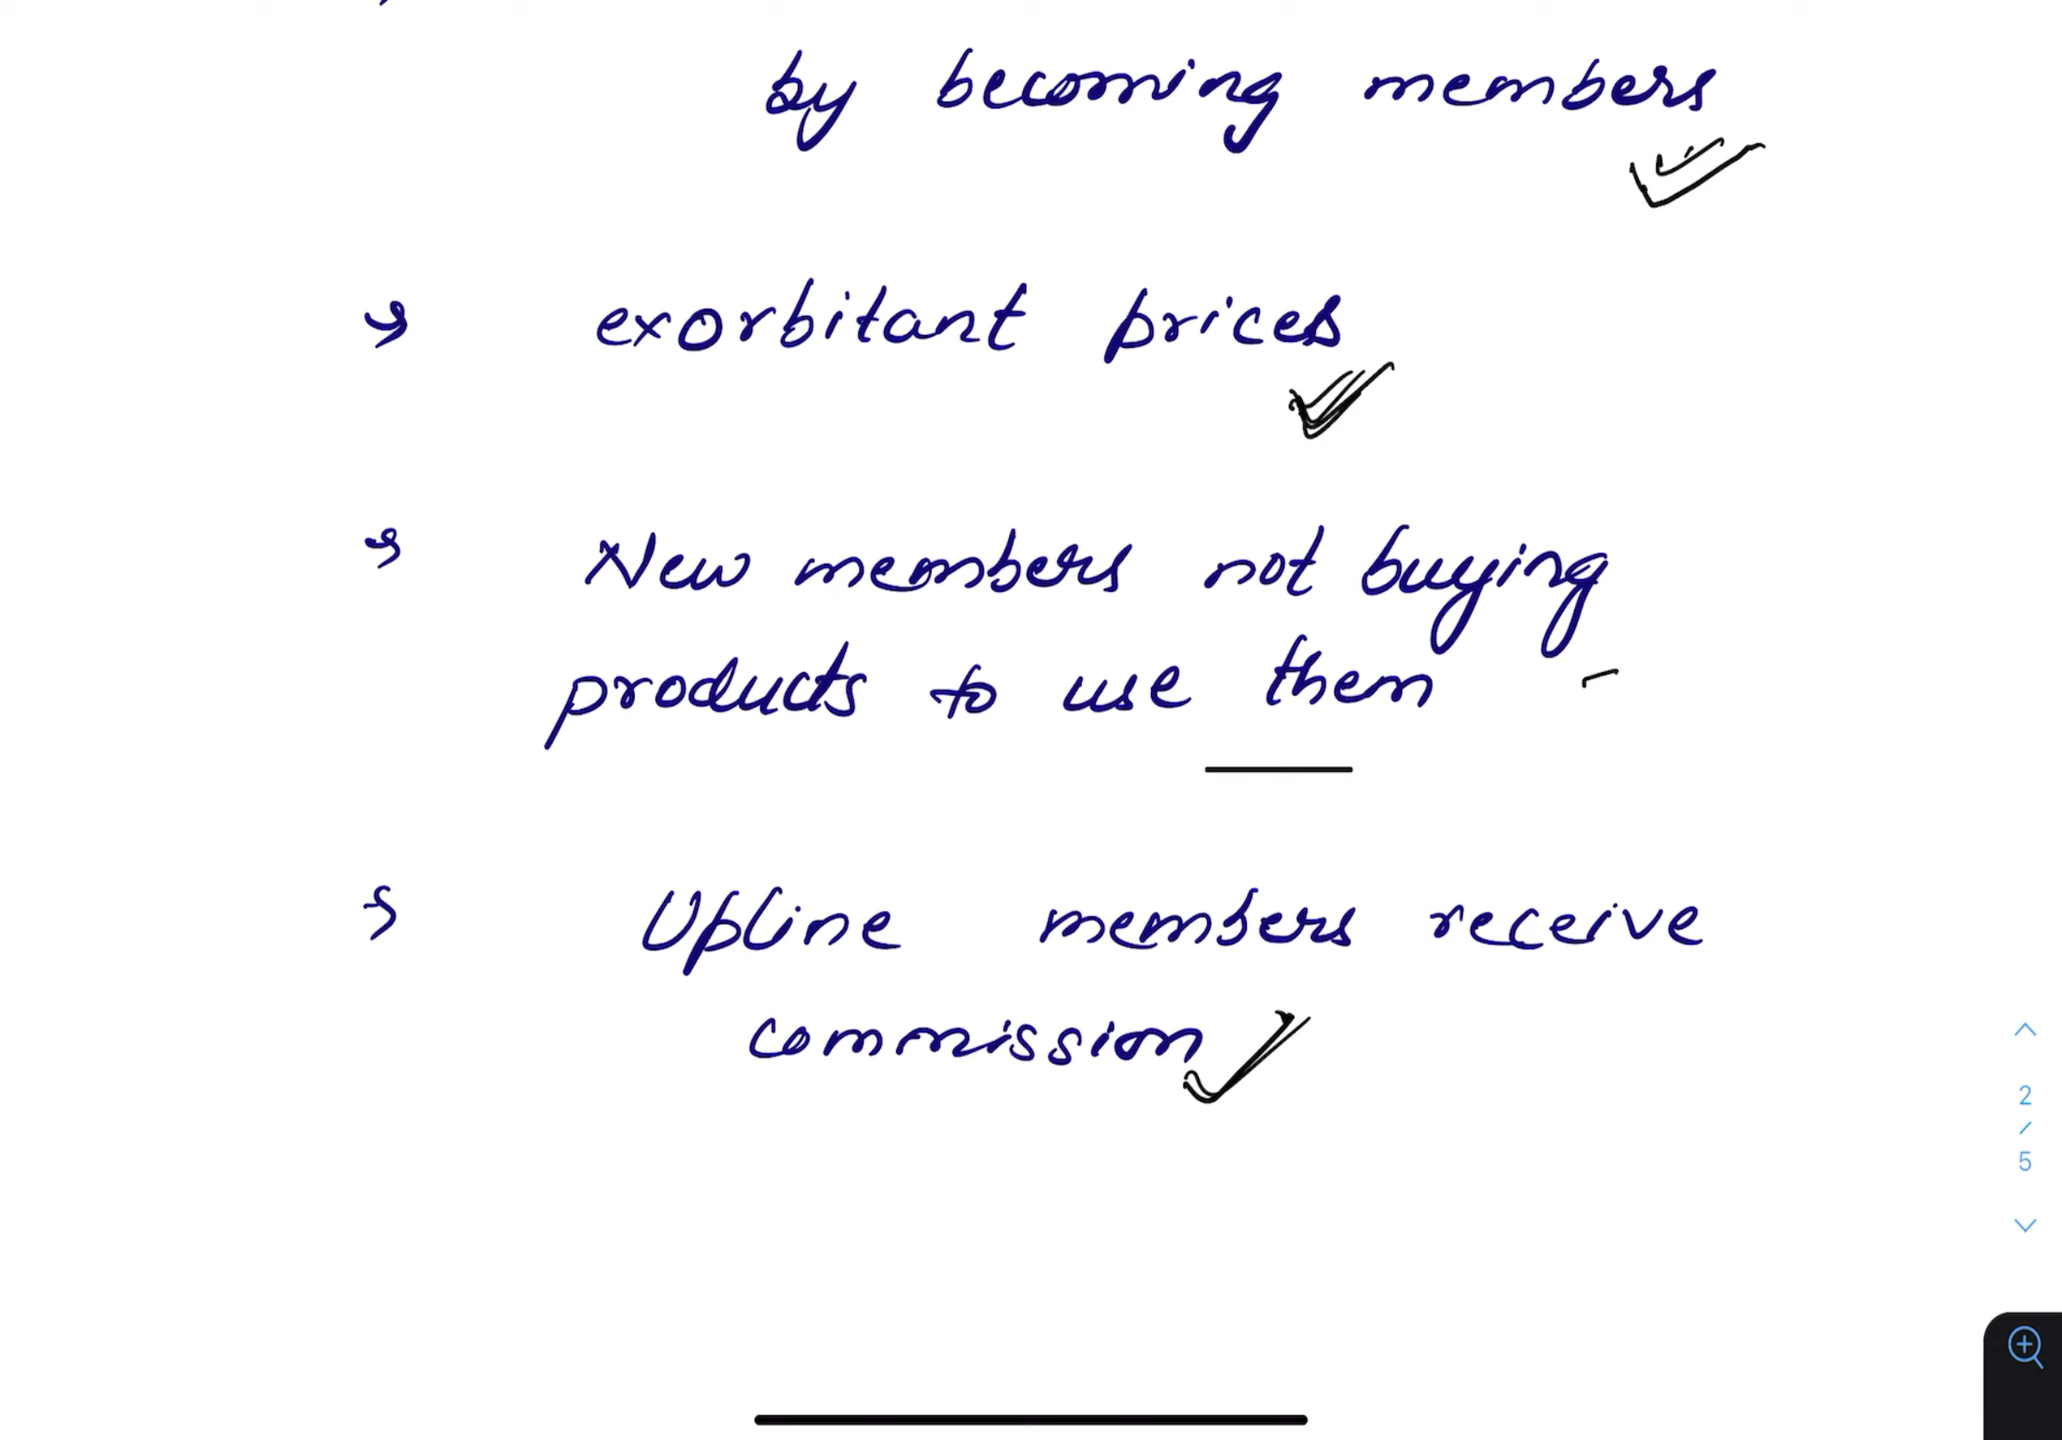 by becoming members
→ exorbitant prices
→ New members not buying
products to use them
→ Upline members receive
commission
2
/
5